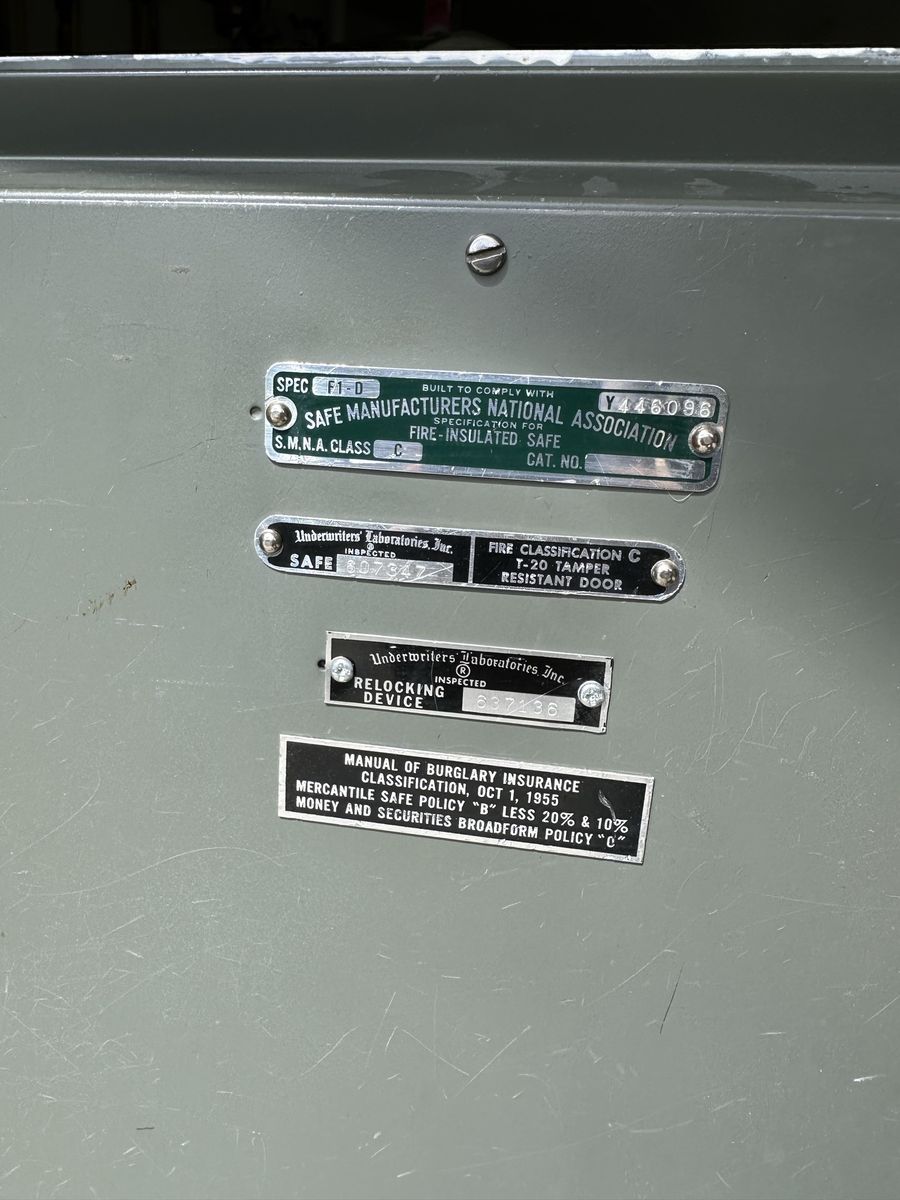 SPEC F1-D
BUILT TO COMPLY WITH
Y446096
SAFE MANUFACTURERS NATIONAL ASSOCIATION
SPECIFICATION FOR
FIRE-INSULATED SAFE
S.M.N.A. CLASS C
CAT. NO.
Underwriters' Laboratories, Inc.
®
INSPECTED
SAFE 607347
FIRE CLASSIFICATION C
T-20 TAMPER
RESISTANT DOOR
Underwriters' Laboratories, Inc.
®
INSPECTED
RELOCKING
DEVICE
637136
MANUAL OF BURGLARY INSURANCE
CLASSIFICATION, OCT 1, 1955
MERCANTILE SAFE POLICY "B" LESS 20% & 10%
MONEY AND SECURITIES BROADFORM POLICY "C"